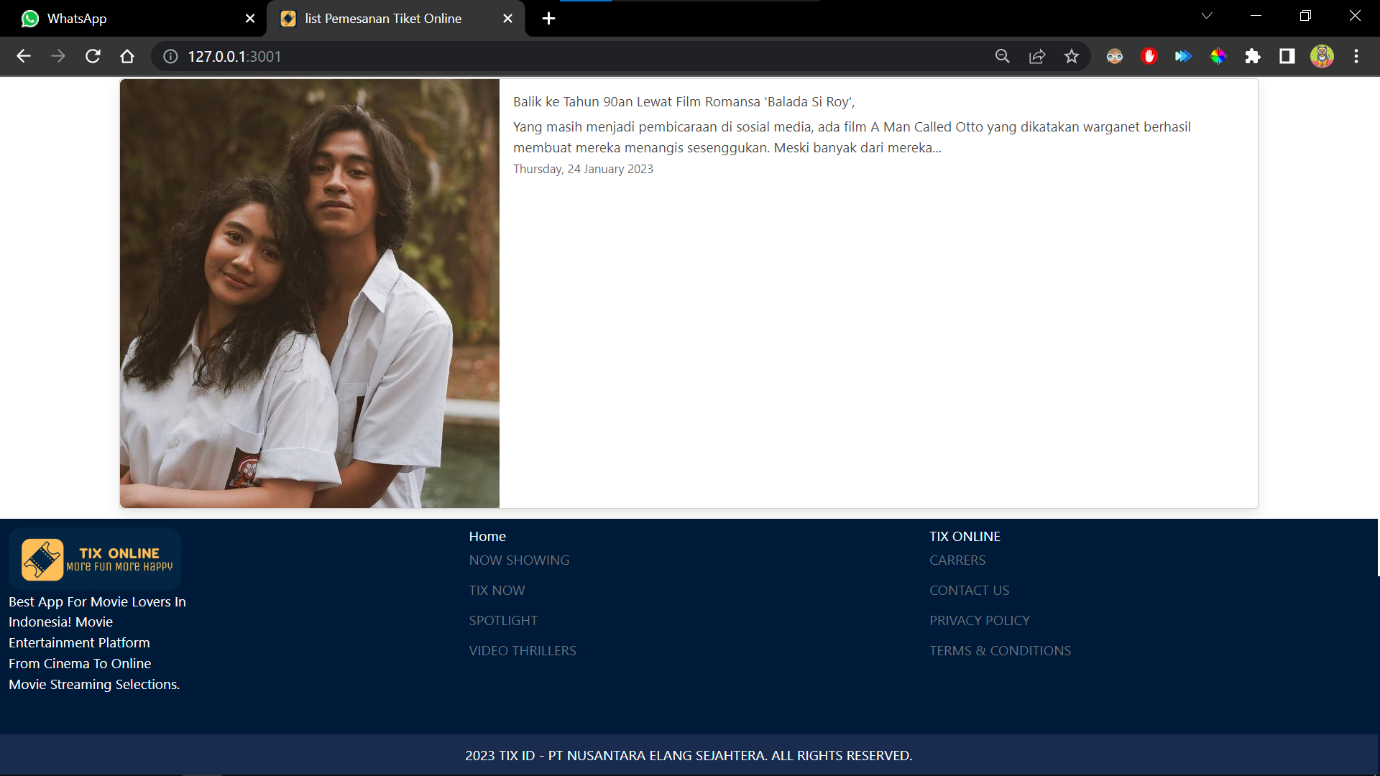 WhatsApp
list Pemesanan Tiket Online
127.0.0.1:3001
Balik ke Tahun 90an Lewat Film Romansa 'Balada Si Roy',
Yang masih menjadi pembicaraan di sosial media, ada film A Man Called Otto yang dikatakan warganet berhasil
membuat mereka menangis sesenggukan. Meski banyak dari mereka...
Thursday, 24 January 2023
TIX ONLINE
MORE FUN MORE HAPPY
Best App For Movie Lovers In
Indonesia! Movie
Entertainment Platform
From Cinema To Online
Movie Streaming Selections.
Home
NOW SHOWING
TIX NOW
SPOTLIGHT
VIDEO THRILLERS
TIX ONLINE
CARRERS
CONTACT US
PRIVACY POLICY
TERMS & CONDITIONS
2023 TIX ID - PT NUSANTARA ELANG SEJAHTERA. ALL RIGHTS RESERVED.